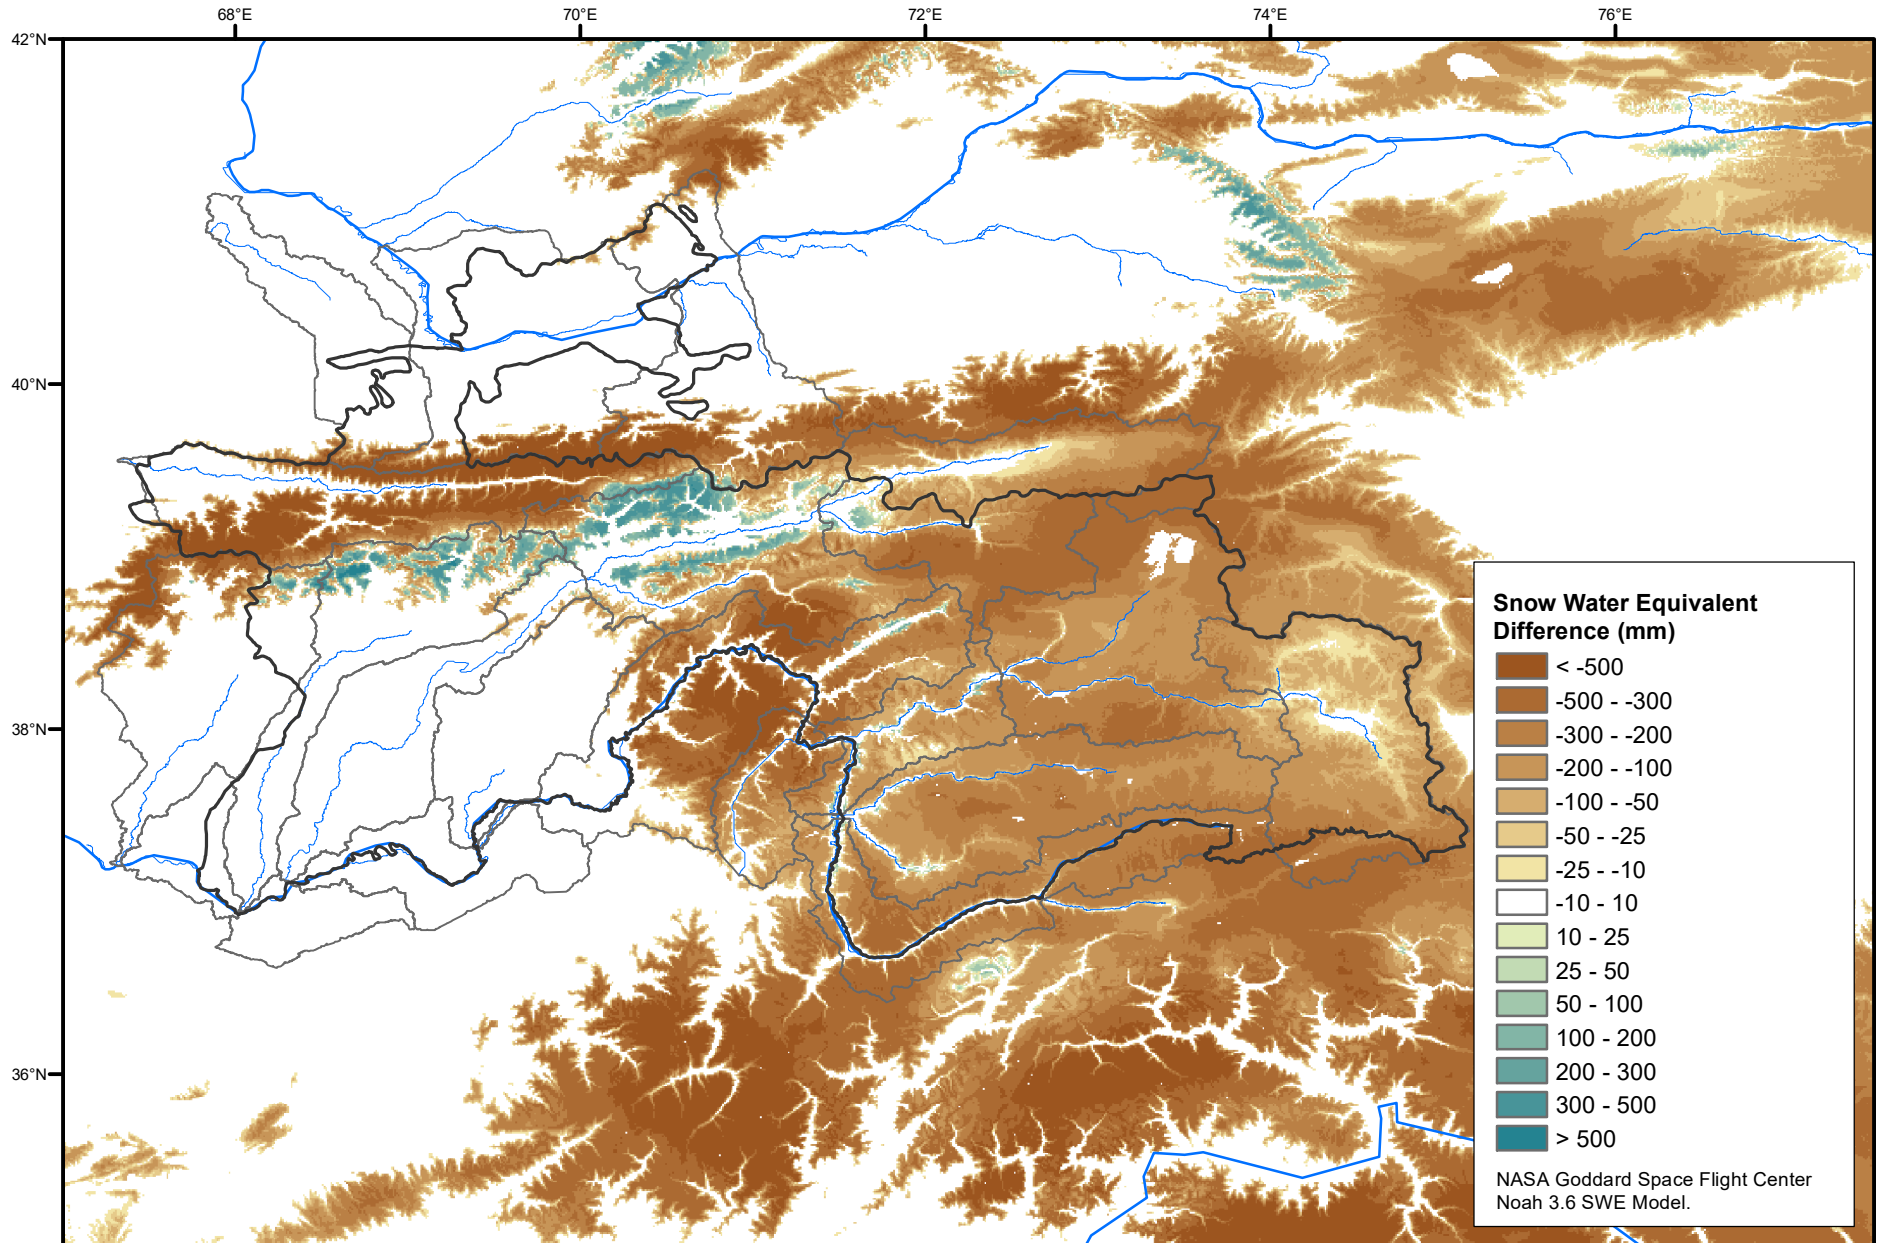 68°E 70°E 72°E 74°E 76°E
42°N
40°N
38°N
36°N
Snow Water Equivalent
Difference (mm)
< -500
-500 - -300
-300 - -200
-200 - -100
-100 - -50
-50 - -25
-25 - -10
-10 - 10
10 - 25
25 - 50
50 - 100
100 - 200
200 - 300
300 - 500
> 500
NASA Goddard Space Flight Center
Noah 3.6 SWE Model.